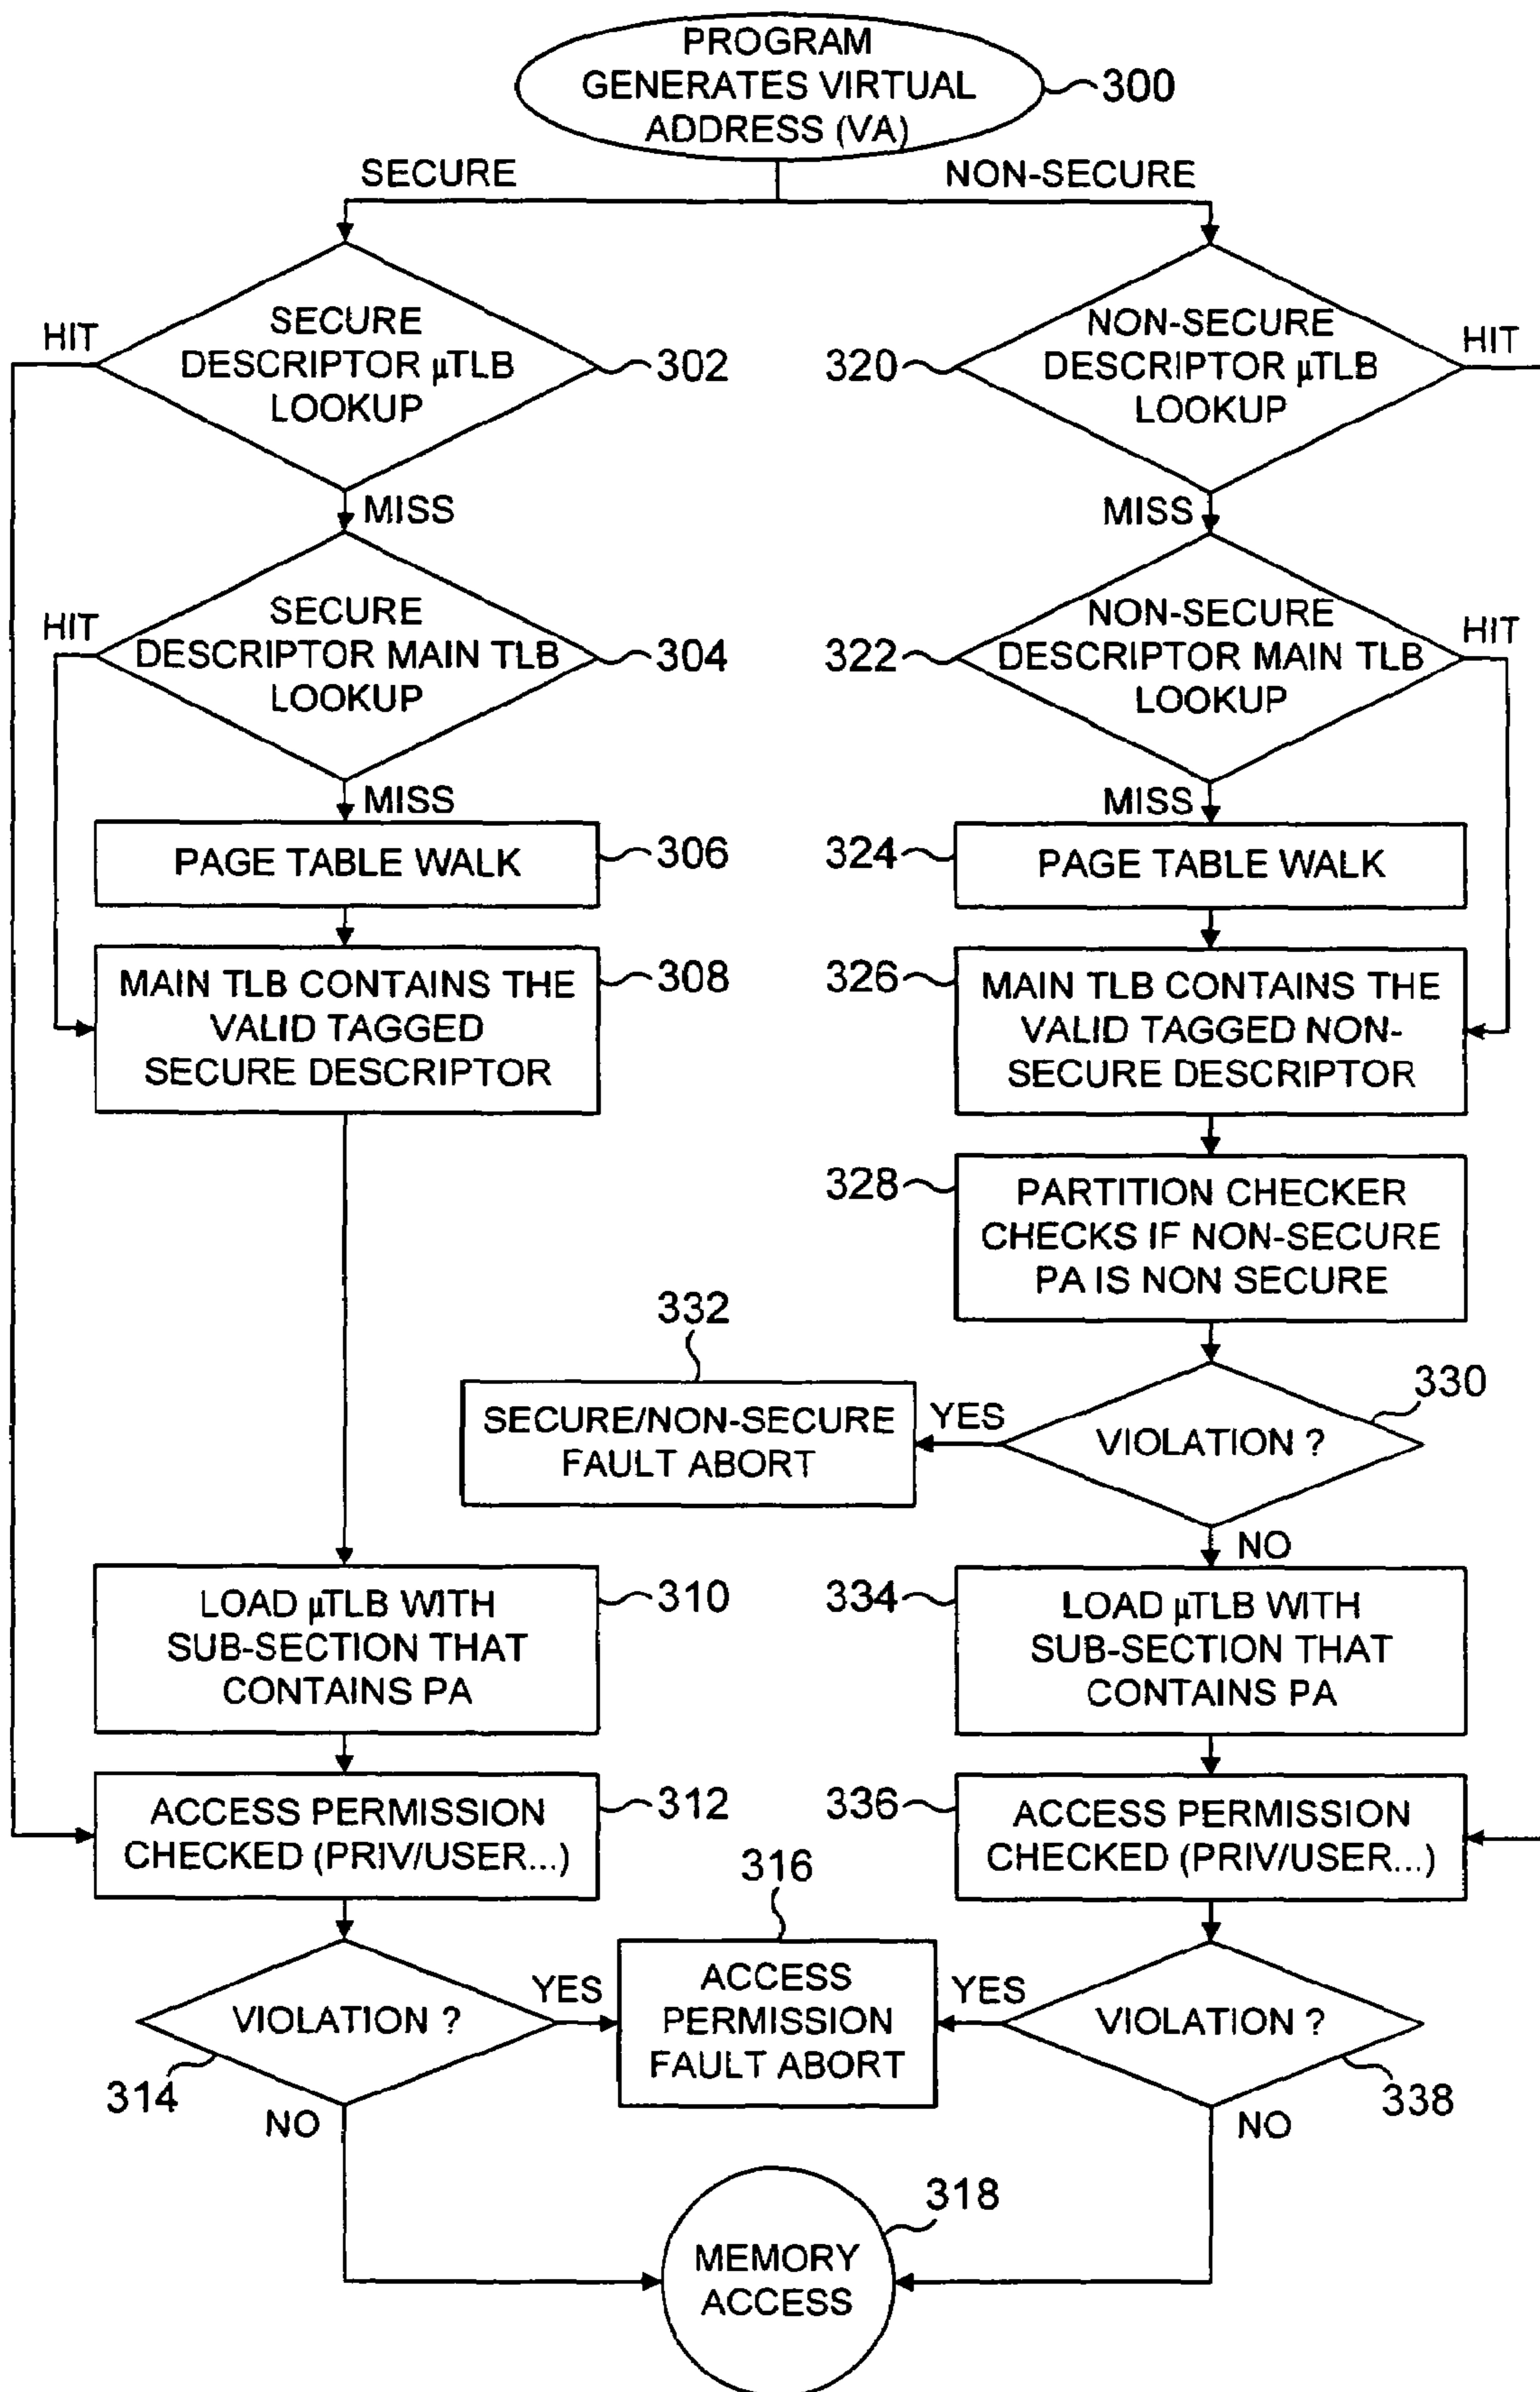 PROGRAM
GENERATES VIRTUAL
ADDRESS (VA)
300
SECURE
NON-SECURE
HIT
SECURE
DESCRIPTOR μTLB
LOOKUP
302
320
NON-SECURE
DESCRIPTOR μTLB
LOOKUP
HIT
MISS
MISS
HIT
SECURE
DESCRIPTOR MAIN TLB
LOOKUP
304
322
NON-SECURE
DESCRIPTOR MAIN TLB
LOOKUP
HIT
MISS
MISS
PAGE TABLE WALK
306
324
PAGE TABLE WALK
MAIN TLB CONTAINS THE
VALID TAGGED
SECURE DESCRIPTOR
308
326
MAIN TLB CONTAINS THE
VALID TAGGED NON-
SECURE DESCRIPTOR
328
PARTITION CHECKER
CHECKS IF NON-SECURE
PA IS NON SECURE
332
SECURE/NON-SECURE
FAULT ABORT
YES
VIOLATION ?
330
NO
LOAD μTLB WITH
SUB-SECTION THAT
CONTAINS PA
310
334
LOAD μTLB WITH
SUB-SECTION THAT
CONTAINS PA
ACCESS PERMISSION
CHECKED (PRIV/USER...)
312
336
ACCESS PERMISSION
CHECKED (PRIV/USER...)
316
VIOLATION ?
314
YES
ACCESS
PERMISSION
FAULT ABORT
YES
VIOLATION ?
338
NO
NO
318
MEMORY
ACCESS